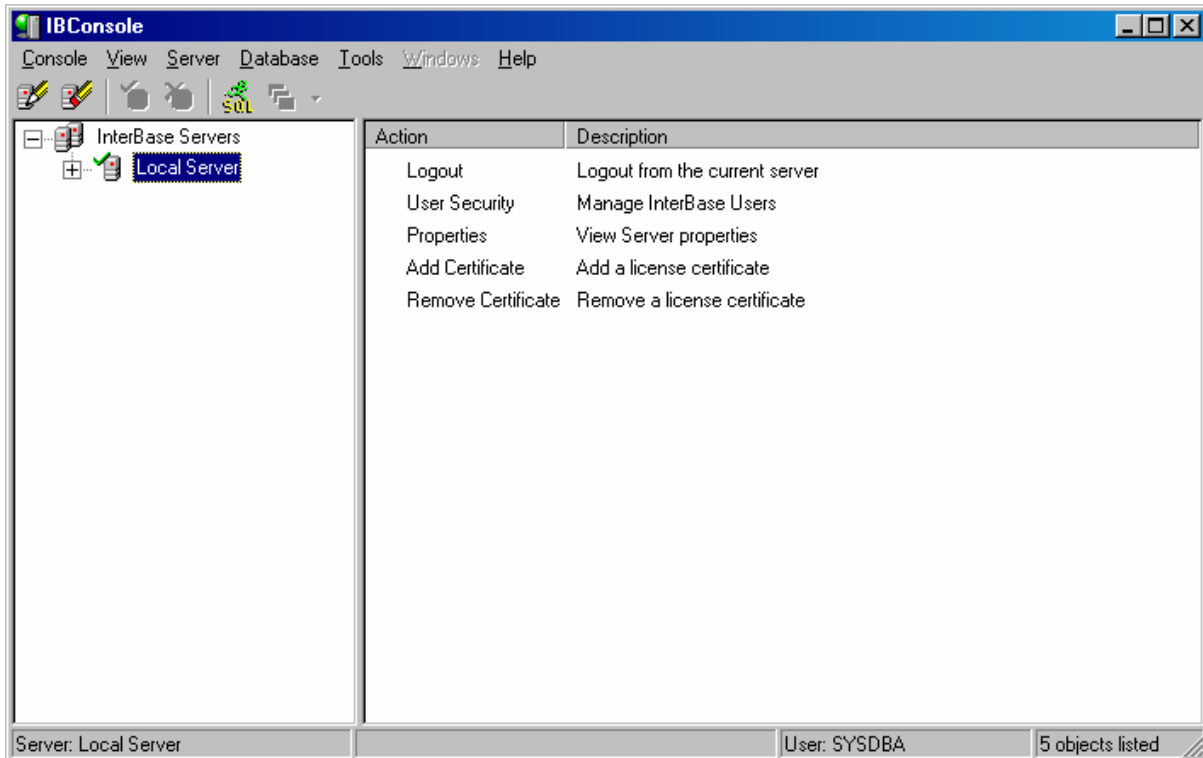 IBConsole
Console View Server Database Tools Windows Help
SQL
InterBase Servers
Local Server
Action Description
Logout Logout from the current server
User Security Manage InterBase Users
Properties View Server properties
Add Certificate Add a license certificate
Remove Certificate Remove a license certificate
Server: Local Server User: SYSDBA 5 objects listed